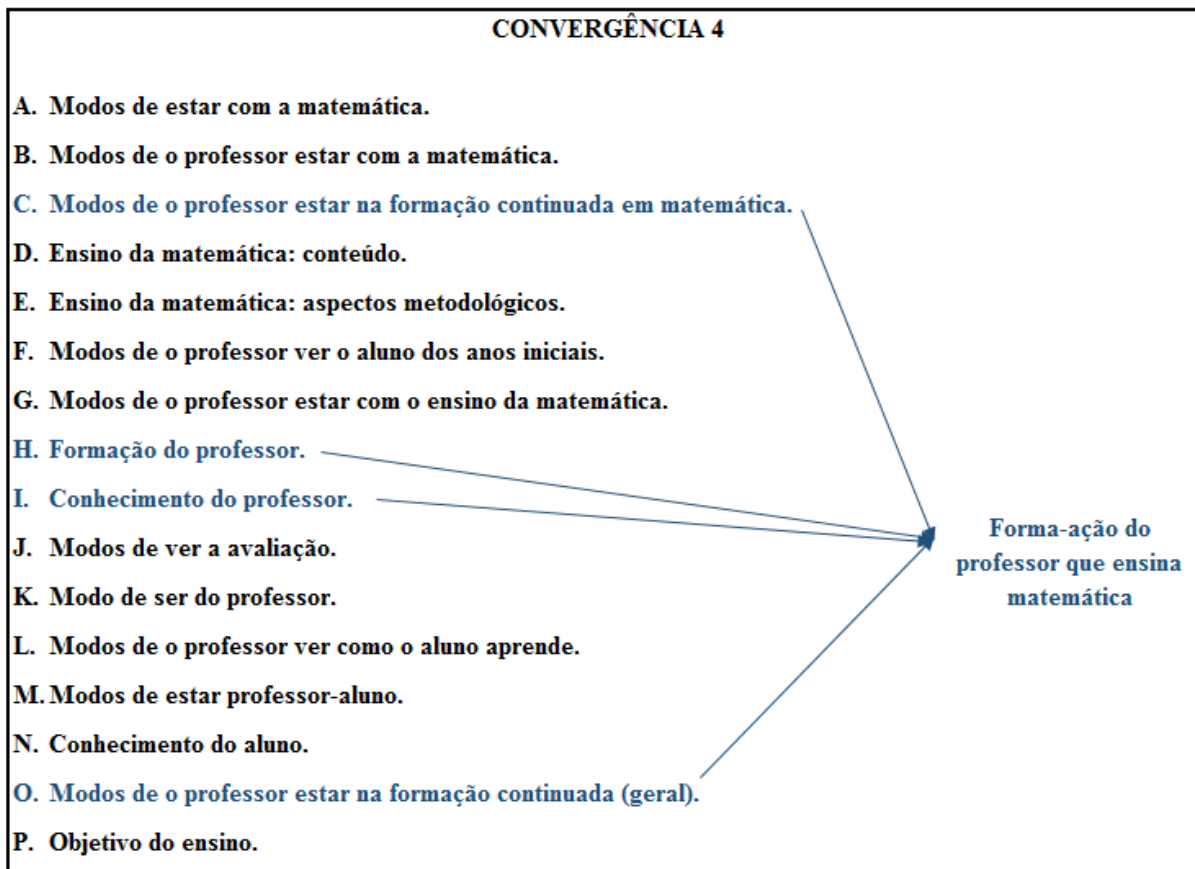 CONVERGÊNCIA 4
A. Modos de estar com a matemática.
B. Modos de o professor estar com a matemática.
C. Modos de o professor estar na formação continuada em matemática.
D. Ensino da matemática: conteúdo.
E. Ensino da matemática: aspectos metodológicos.
F. Modos de o professor ver o aluno dos anos iniciais.
G. Modos de o professor estar com o ensino da matemática.
H. Formação do professor.
I. Conhecimento do professor.
J. Modos de ver a avaliação.
K. Modo de ser do professor.
L. Modos de o professor ver como o aluno aprende.
M. Modos de estar professor-aluno.
N. Conhecimento do aluno.
O. Modos de o professor estar na formação continuada (geral).
P. Objetivo do ensino.
Forma-ação do
professor que ensina
matemática